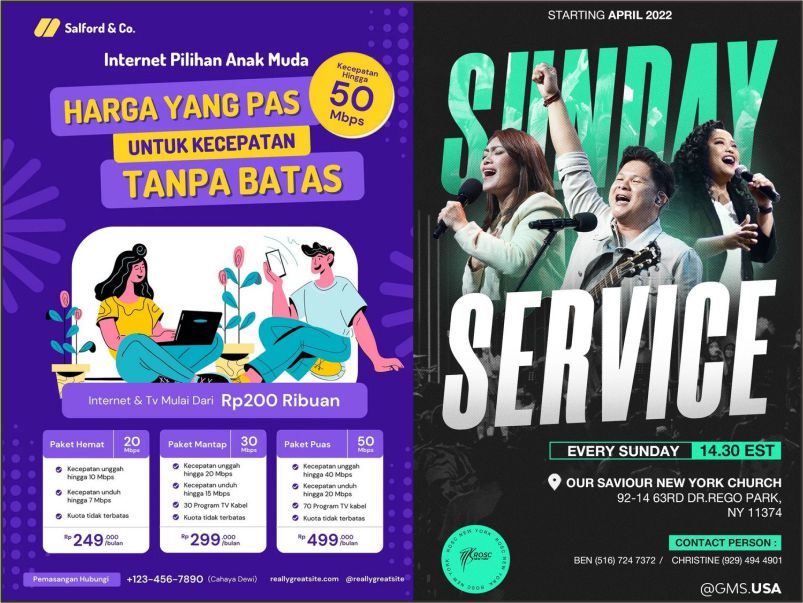 Salford & Co.
Internet Pilihan Anak Muda
Kecepatan
Hingga
50
Mbps
HARGA YANG PAS
UNTUK KECEPATAN
TANPA BATAS
Internet & Tv Mulai Dari Rp200 Ribuan
Paket Hemat 20 Mbps
Kecepatan unggah
hingga 10 Mbps
Kecepatan unduh
hingga 7 Mbps
Kuota tidak terbatas
Rp 249.000 /bulan
Paket Mantap 30 Mbps
Kecepatan unggah
hingga 20 Mbps
Kecepatan unduh
hingga 15 Mbps
30 Program TV Kabel
Kuota tidak terbatas
Rp 299.000 /bulan
Paket Puas 50 Mbps
Kecepatan unggah
hingga 40 Mbps
Kecepatan unduh
hingga 20 Mbps
70 Program TV kabel
Kuota tidak terbatas
Rp 499.000 /bulan
Pemasangan Hubungi +123-456-7890 (Cahaya Dewi) reallygreatsite.com @reallygreatsite
STARTING APRIL 2022
SUNDAY
SERVICE
EVERY SUNDAY 14.30 EST
OUR SAVIOUR NEW YORK CHURCH
92-14 63RD DR.REGO PARK,
NY 11374
CONTACT PERSON :
BEN (516) 724 7372 / CHRISTINE (929) 494 4901
ROSC NEW YORK
ROSC
NEW YORK
@GMS.USA